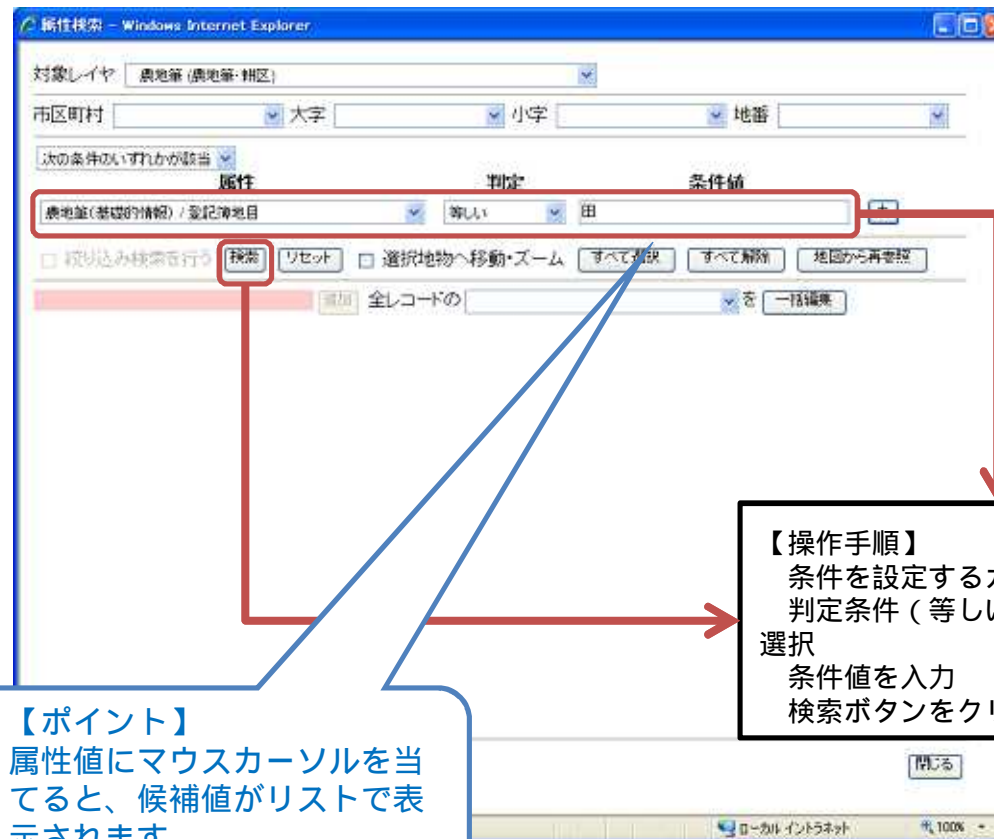 属性検索 - Windows Internet Explorer
対象レイヤ 農地筆 (農地筆・耕区)
市区町村 大字 小字 地番
次の条件のいずれかが該当
属性 判定 条件値
農地筆(基礎的情報) / 登記簿地目 等しい 田 +
絞り込み検索を行う 検索 リセット 選択地物へ移動・ズーム すべて選択 すべて解除 地図から再参照
追加 全レコードの を 一括編集
【操作手順】
条件を設定する
判定条件(等しい
選択
条件値を入力
検索ボタンをクリ
【ポイント】
属性値にマウスカーソルを当
てると、候補値がリストで表
示されます
閉じる
ローカル イントラネット 100%